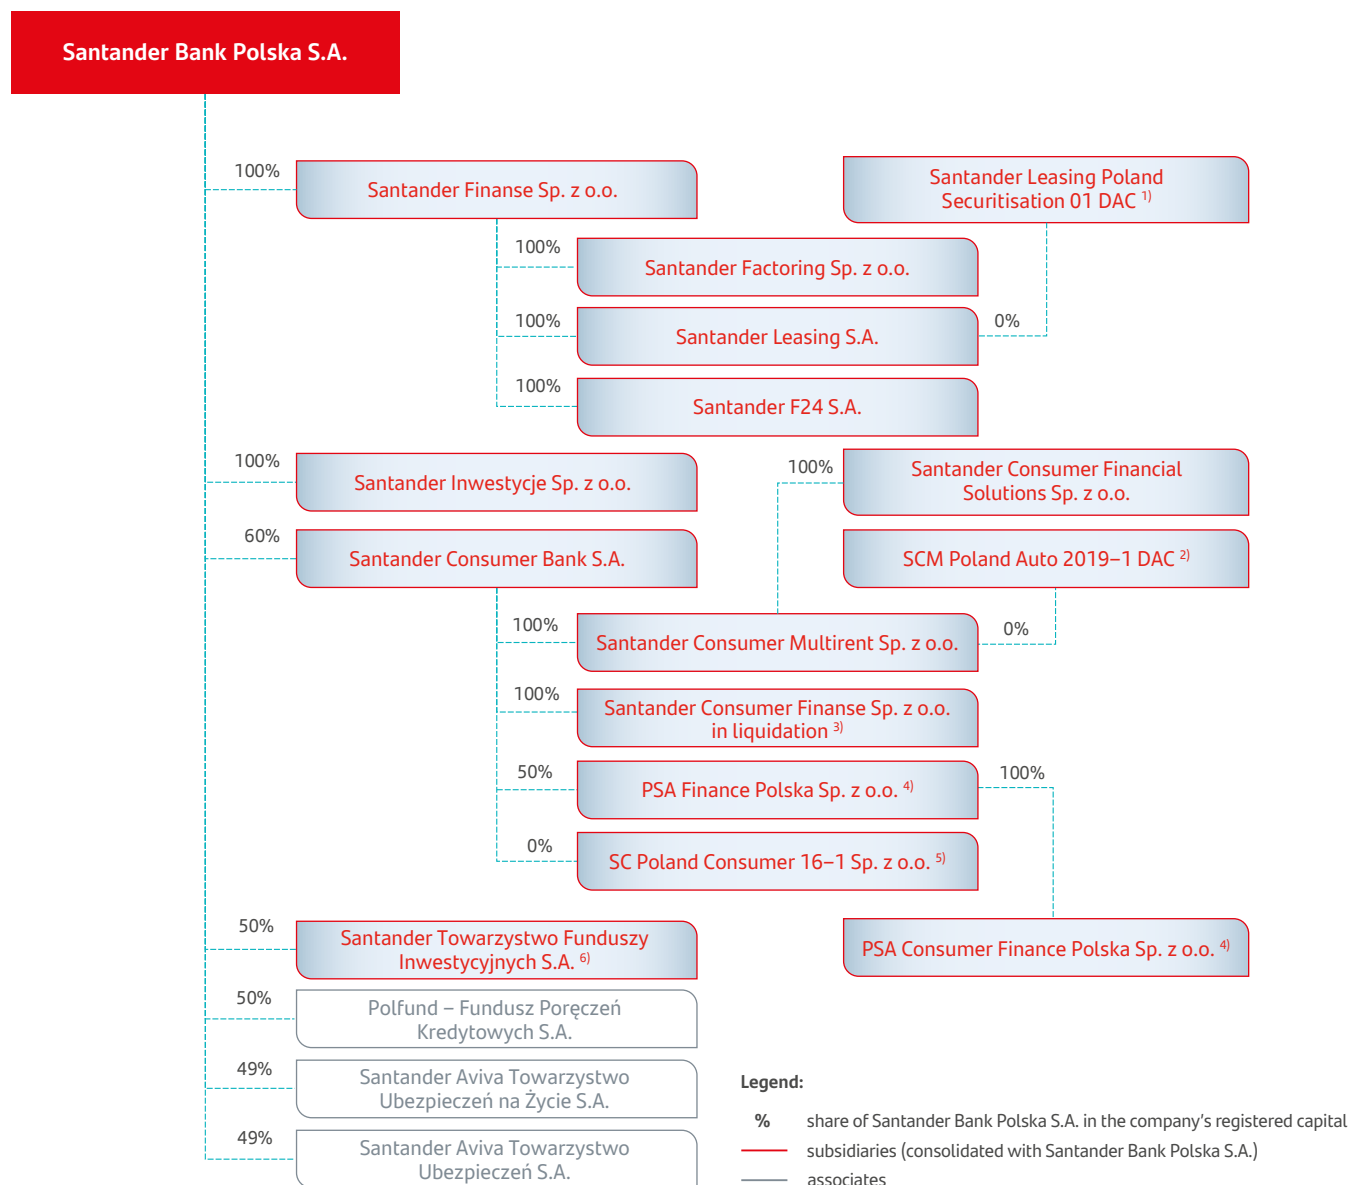 Santander Bank Polska S.A.
100%
Santander Finanse Sp. z o.o.
Santander Leasing Poland
Securitisation 01 DAC 1)
100%
Santander Factoring Sp. z o.o.
100%
Santander Leasing S.A.
0%
100%
Santander F24 S.A.
100%
Santander Inwestycje Sp. z o.o.
100%
Santander Consumer Financial
Solutions Sp. z o.o.
60%
Santander Consumer Bank S.A.
SCM Poland Auto 2019–1 DAC 2)
100%
Santander Consumer Multirent Sp. z o.o.
0%
100%
Santander Consumer Finanse Sp. z o.o.
in liquidation 3)
50%
PSA Finance Polska Sp. z o.o. 4)
100%
0%
SC Poland Consumer 16–1 Sp. z o.o. 5)
50%
Santander Towarzystwo Funduszy
Inwestycyjnych S.A. 6)
PSA Consumer Finance Polska Sp. z o.o. 4)
50%
Polfund – Fundusz Poręczeń
Kredytowych S.A.
49%
Santander Aviva Towarzystwo
Ubezpieczeń na Życie S.A.
49%
Santander Aviva Towarzystwo
Ubezpieczeń S.A.
Legend:
% share of Santander Bank Polska S.A. in the company's registered capital
subsidiaries (consolidated with Santander Bank Polska S.A.)
associates